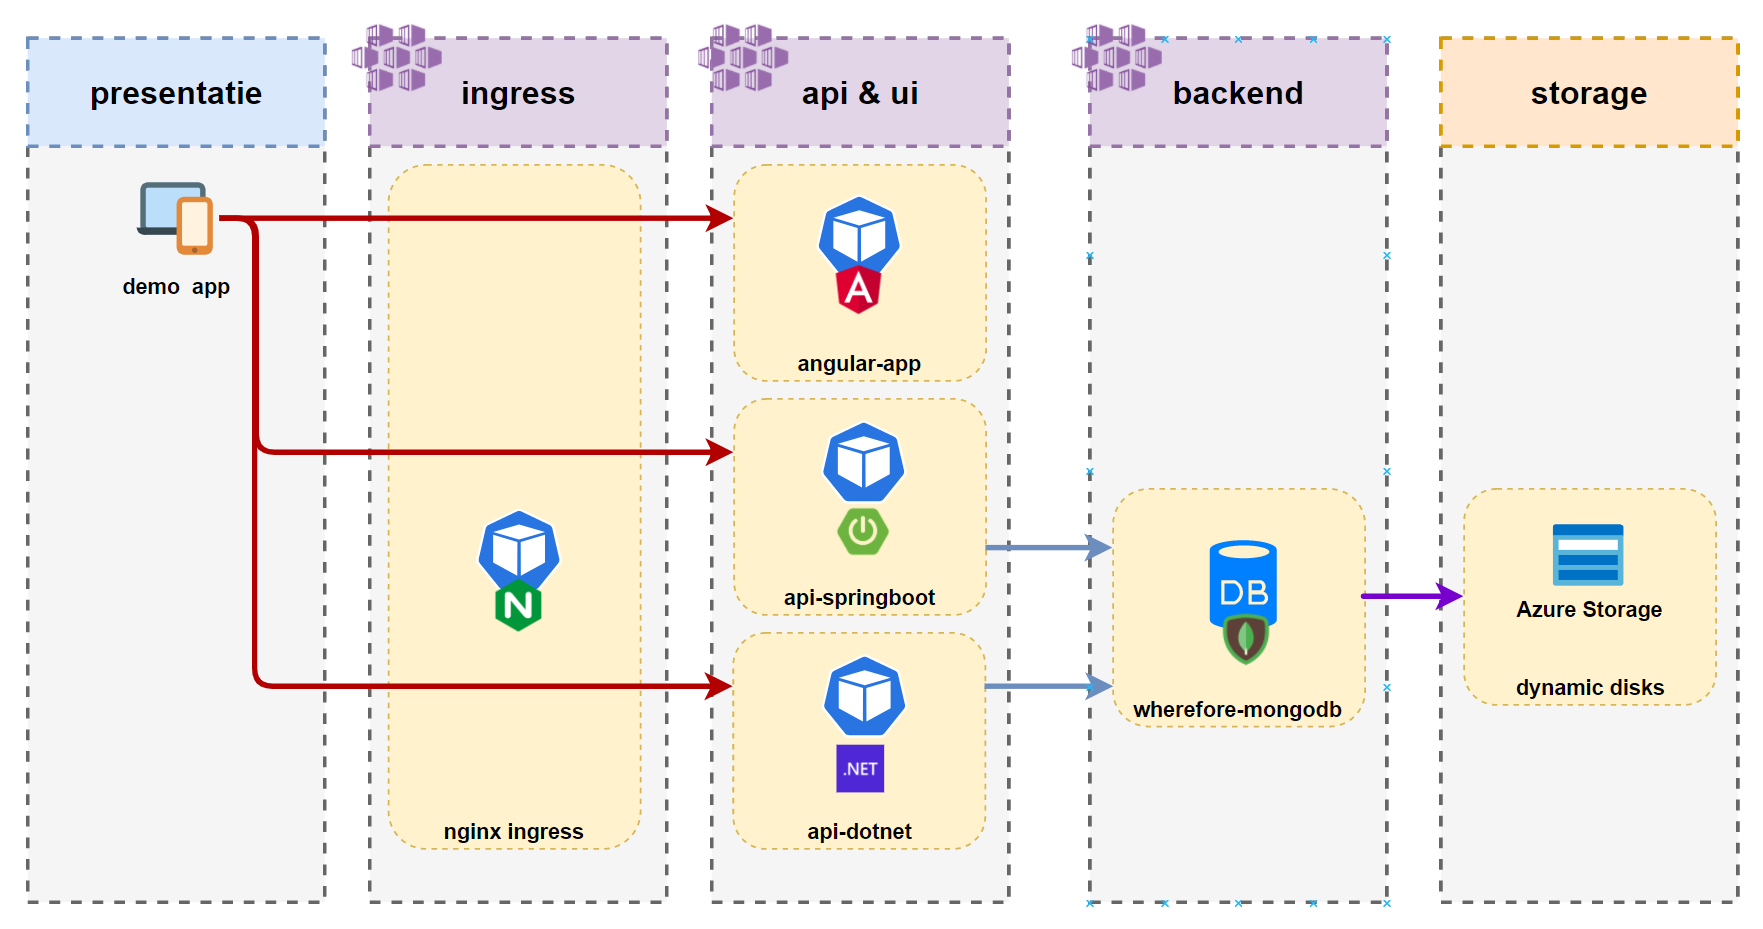 presentatie
ingress
api & ui
backend
storage
demo  app
angular-app
api-springboot
.NET
api-dotnet
N
nginx ingress
DB
wherefore-mongodb
Azure Storage
dynamic disks